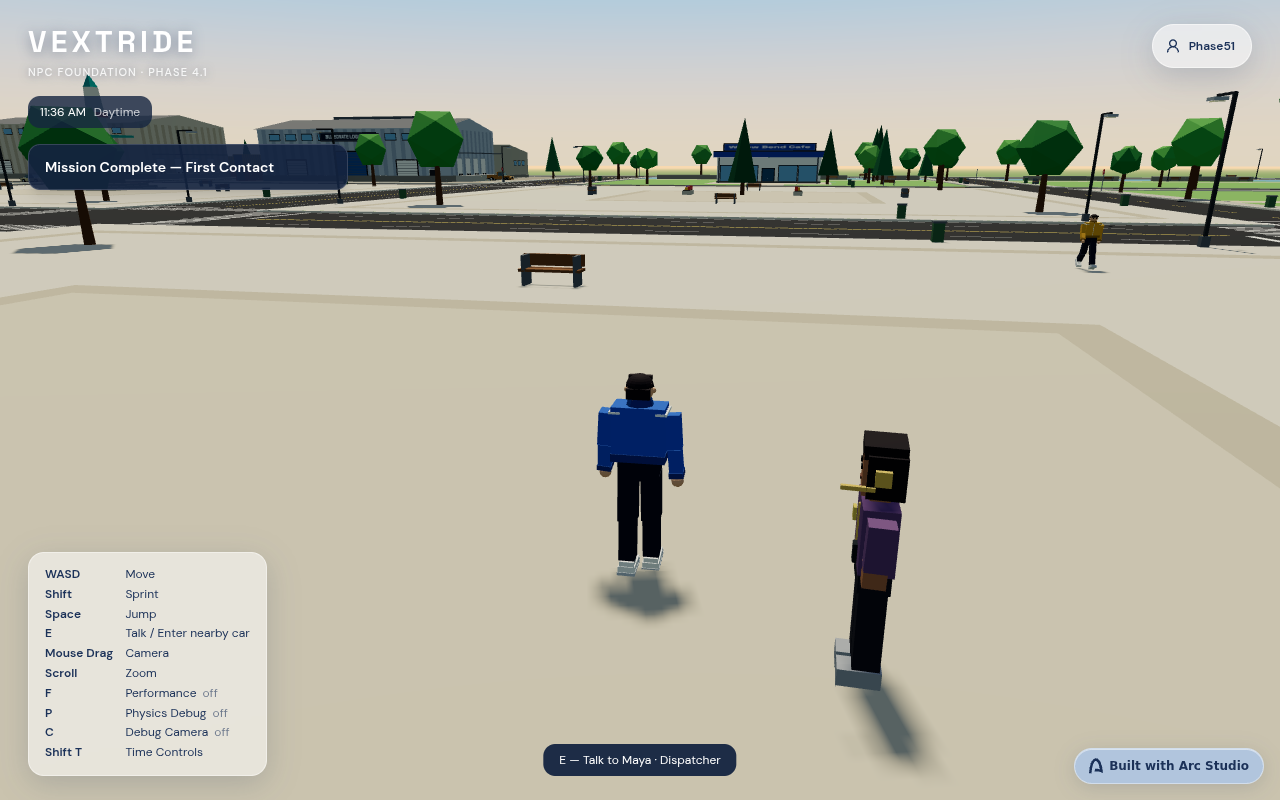 VEXTRIDE
NPC FOUNDATION · PHASE 4.1
Phase51
11:36 AM Daytime
Mission Complete — First Contact
WASD Move
Shift Sprint
Space Jump
E Talk / Enter nearby car
Mouse Drag Camera
Scroll Zoom
F Performance off
P Physics Debug off
C Debug Camera off
Shift T Time Controls
E — Talk to Maya · Dispatcher
Built with Arc Studio